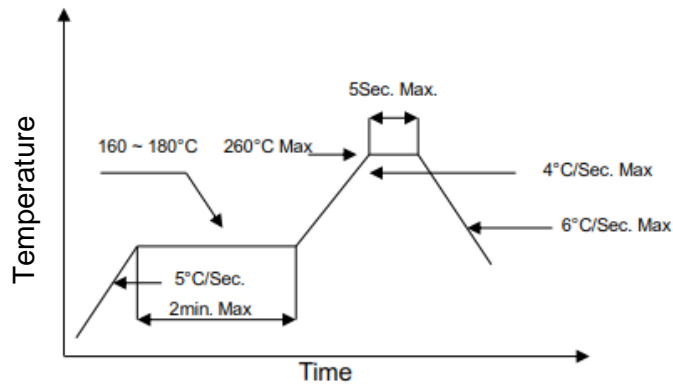 5Sec. Max.
160 ~ 180°C
260°C Max
4°C/Sec. Max
6°C/Sec. Max
5°C/Sec.
2min. Max
Temperature
Time